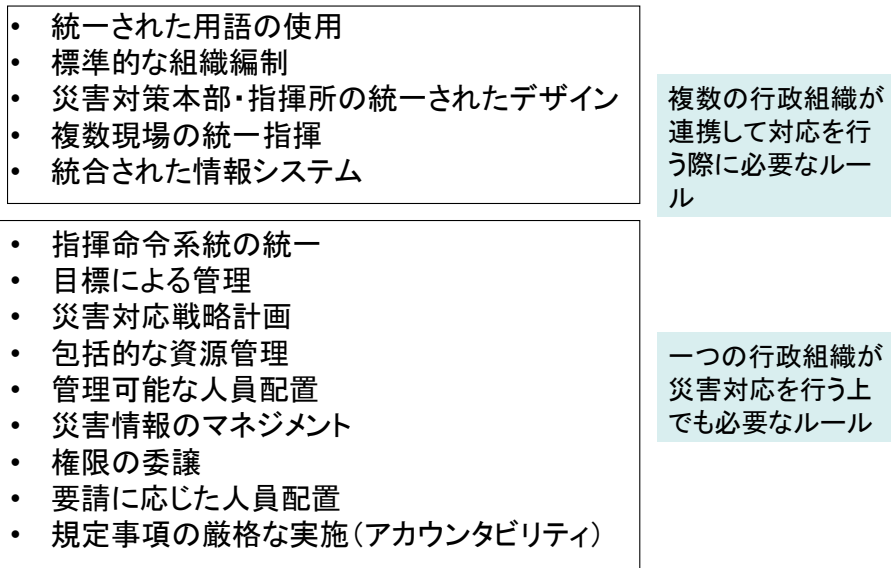 • 統一された用語の使用
• 標準的な組織編制
• 災害対策本部・指揮所の統一されたデザイン
• 複数現場の統一指揮
• 統合された情報システム
複数の行政組織が
連携して対応を行
う際に必要なルー
ル
• 指揮命令系統の統一
• 目標による管理
• 災害対応戦略計画
• 包括的な資源管理
• 管理可能な人員配置
• 災害情報のマネジメント
• 権限の委譲
• 要請に応じた人員配置
• 規定事項の厳格な実施（アカウンタビリティ）
一つの行政組織が
災害対応を行う上
でも必要なルール